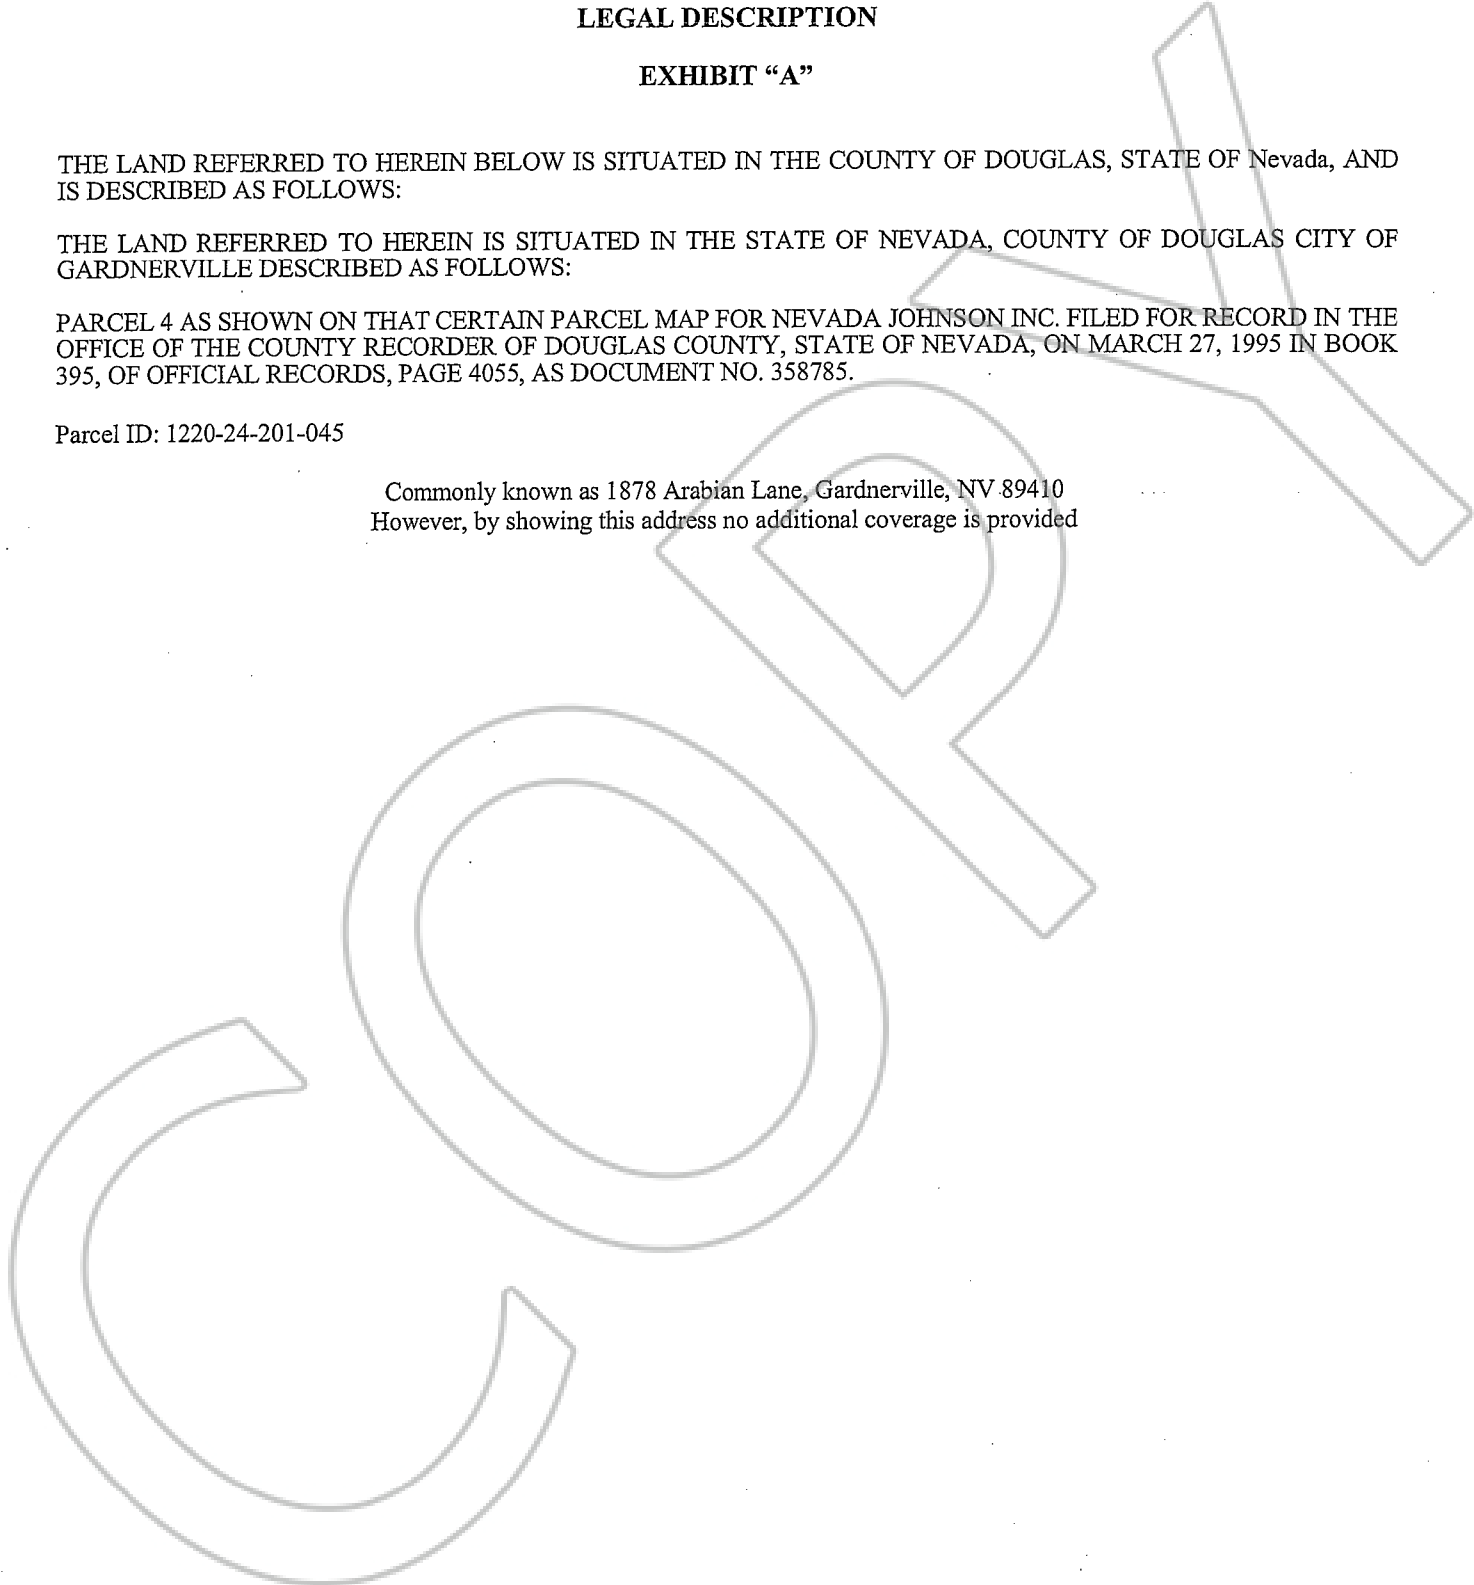 LEGAL DESCRIPTION
EXHIBIT “A”
THE LAND REFERRED TO HEREIN BELOW IS SITUATED IN THE COUNTY OF DOUGLAS, STATE OF Nevada, AND
IS DESCRIBED AS FOLLOWS:
THE LAND REFERRED TO HEREIN IS SITUATED IN THE STATE OF NEVADA, COUNTY OF DOUGLAS CITY OF
GARDNERVILLE DESCRIBED AS FOLLOWS:
PARCEL 4 AS SHOWN ON THAT CERTAIN PARCEL MAP FOR NEVADA JOHNSON INC. FILED FOR RECORD IN THE
OFFICE OF THE COUNTY RECORDER OF DOUGLAS COUNTY, STATE OF NEVADA, ON MARCH 27, 1995 IN BOOK
395, OF OFFICIAL RECORDS, PAGE 4055, AS DOCUMENT NO. 358785.
Parcel ID: 1220-24-201-045
Commonly known as 1878 Arabian Lane, Gardnerville, NV 89410
However, by showing this address no additional coverage is provided
COPY